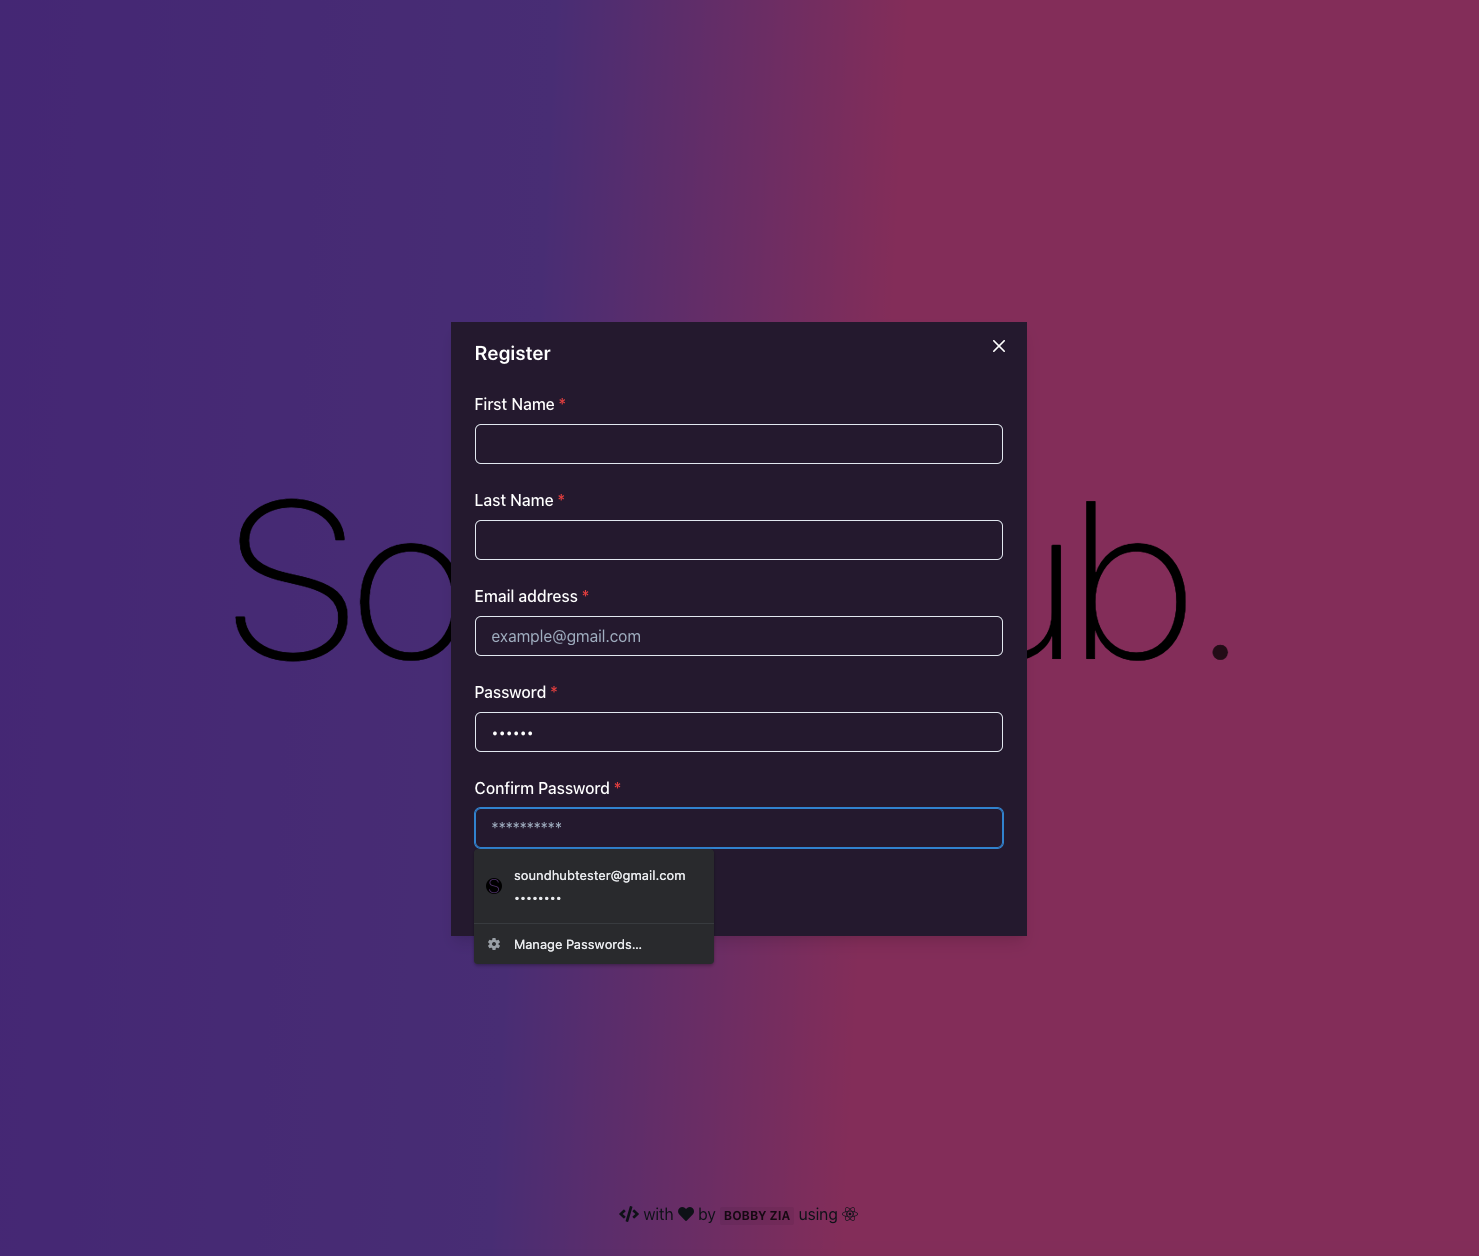 Register
First Name *
Last Name *
So ub.
Email address *
example@gmail.com
Password *
••••••
Confirm Password *
**********
soundhubtester@gmail.com
••••••••
Manage Passwords...
</> with ♥ by BOBBY ZIA using